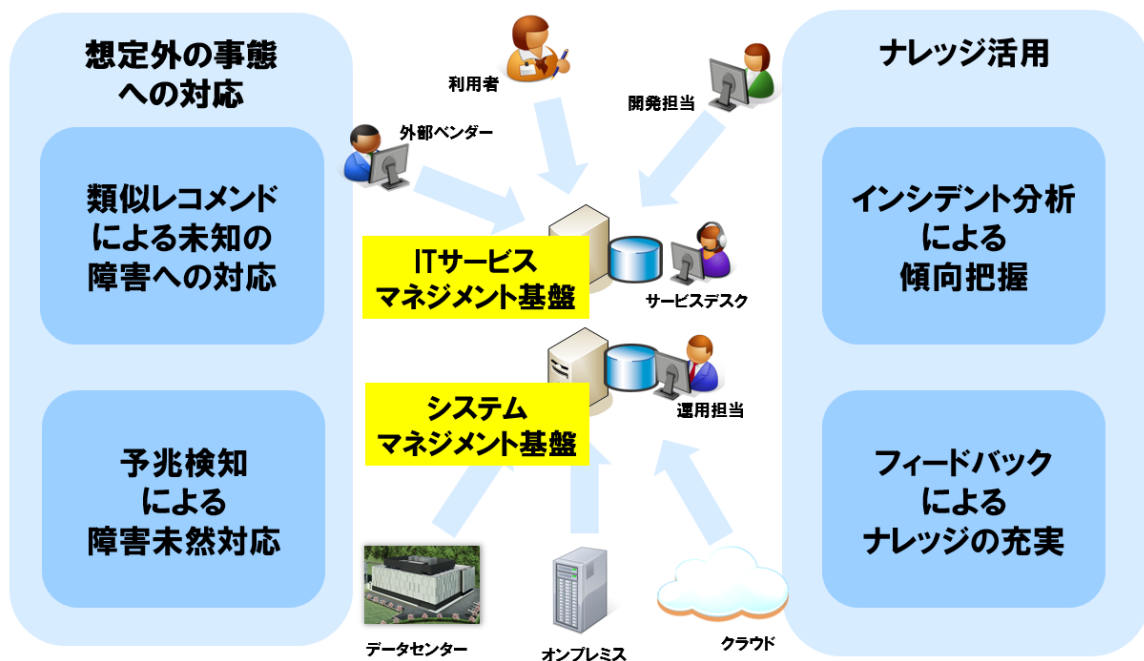 想定外の事態
への対応
類似レコメンド
による未知の
障害への対応
予兆検知
による
障害未然対応
利用者
開発担当
外部ベンダー
ITサービス
マネジメント基盤
サービスデスク
システム
マネジメント基盤
運用担当
データセンター
オンプレミス
クラウド
ナレッジ活用
インシデント分析
による
傾向把握
フィードバック
による
ナレッジの充実